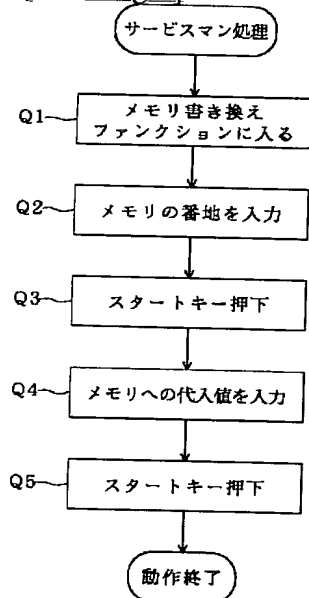 サービスマン処理
Q1
メモリ書き換え
ファンクションに入る
Q2
メモリの番地を入力
Q3
スタートキー押下
Q4
メモリへの代入値を入力
Q5
スタートキー押下
動作終了